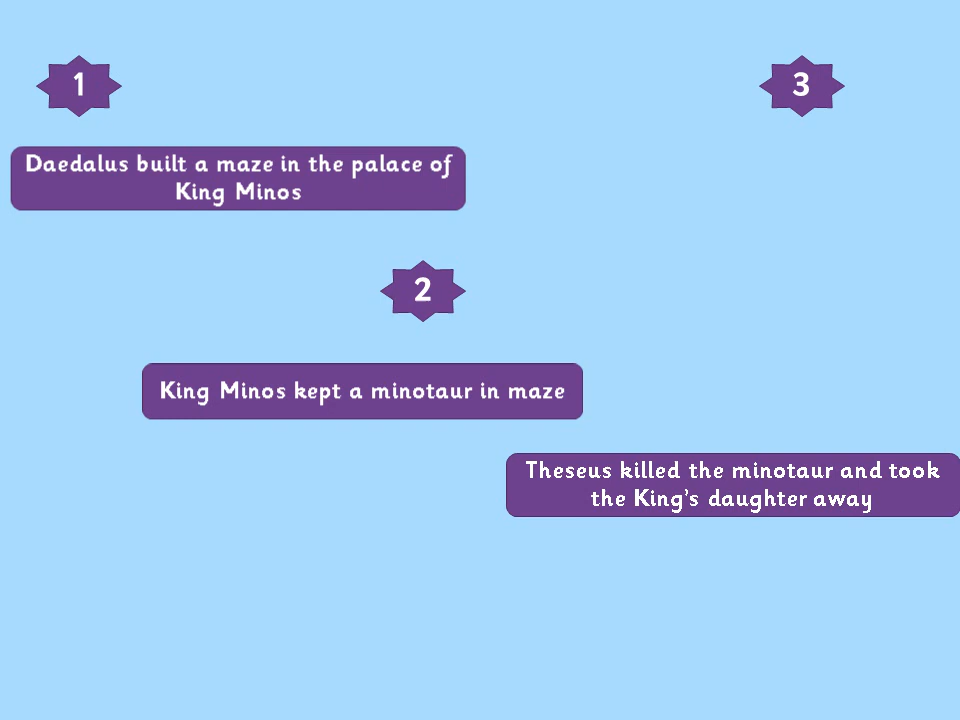 1
Daedalus built a maze in the palace of
King Minos
2
King Minos kept a minotaur in maze
3
Theseus killed the minotaur and took
the King's daughter away